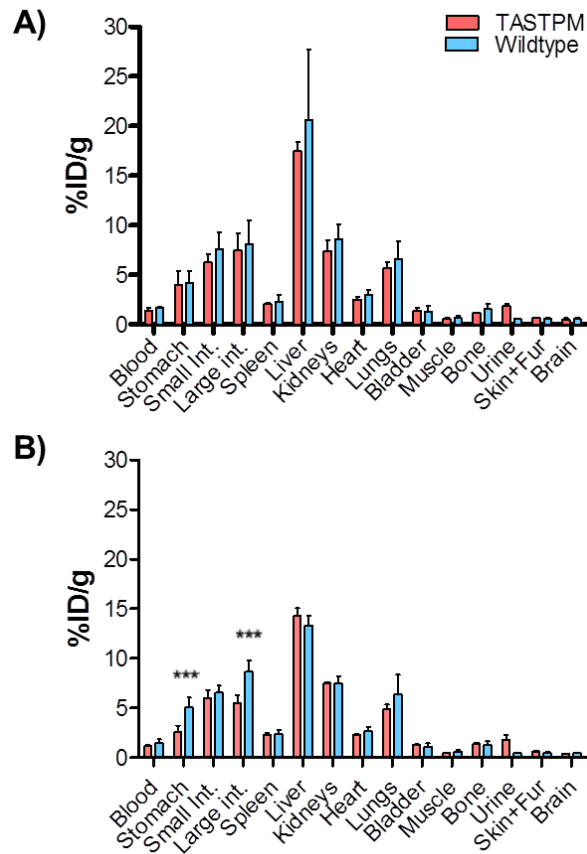 A)
TASTPM
Wildtype
%ID/g
30
25
20
15
10
5
0
Blood
Stomach
Small Int.
Large int.
Spleen
Liver
Kidneys
Heart
Lungs
Bladder
Muscle
Bone
Urine
Skin+Fur
Brain
B)
%ID/g
30
25
20
15
10
5
0
***
***
Blood
Stomach
Small Int.
Large int.
Spleen
Liver
Kidneys
Heart
Lungs
Bladder
Muscle
Bone
Urine
Skin+Fur
Brain